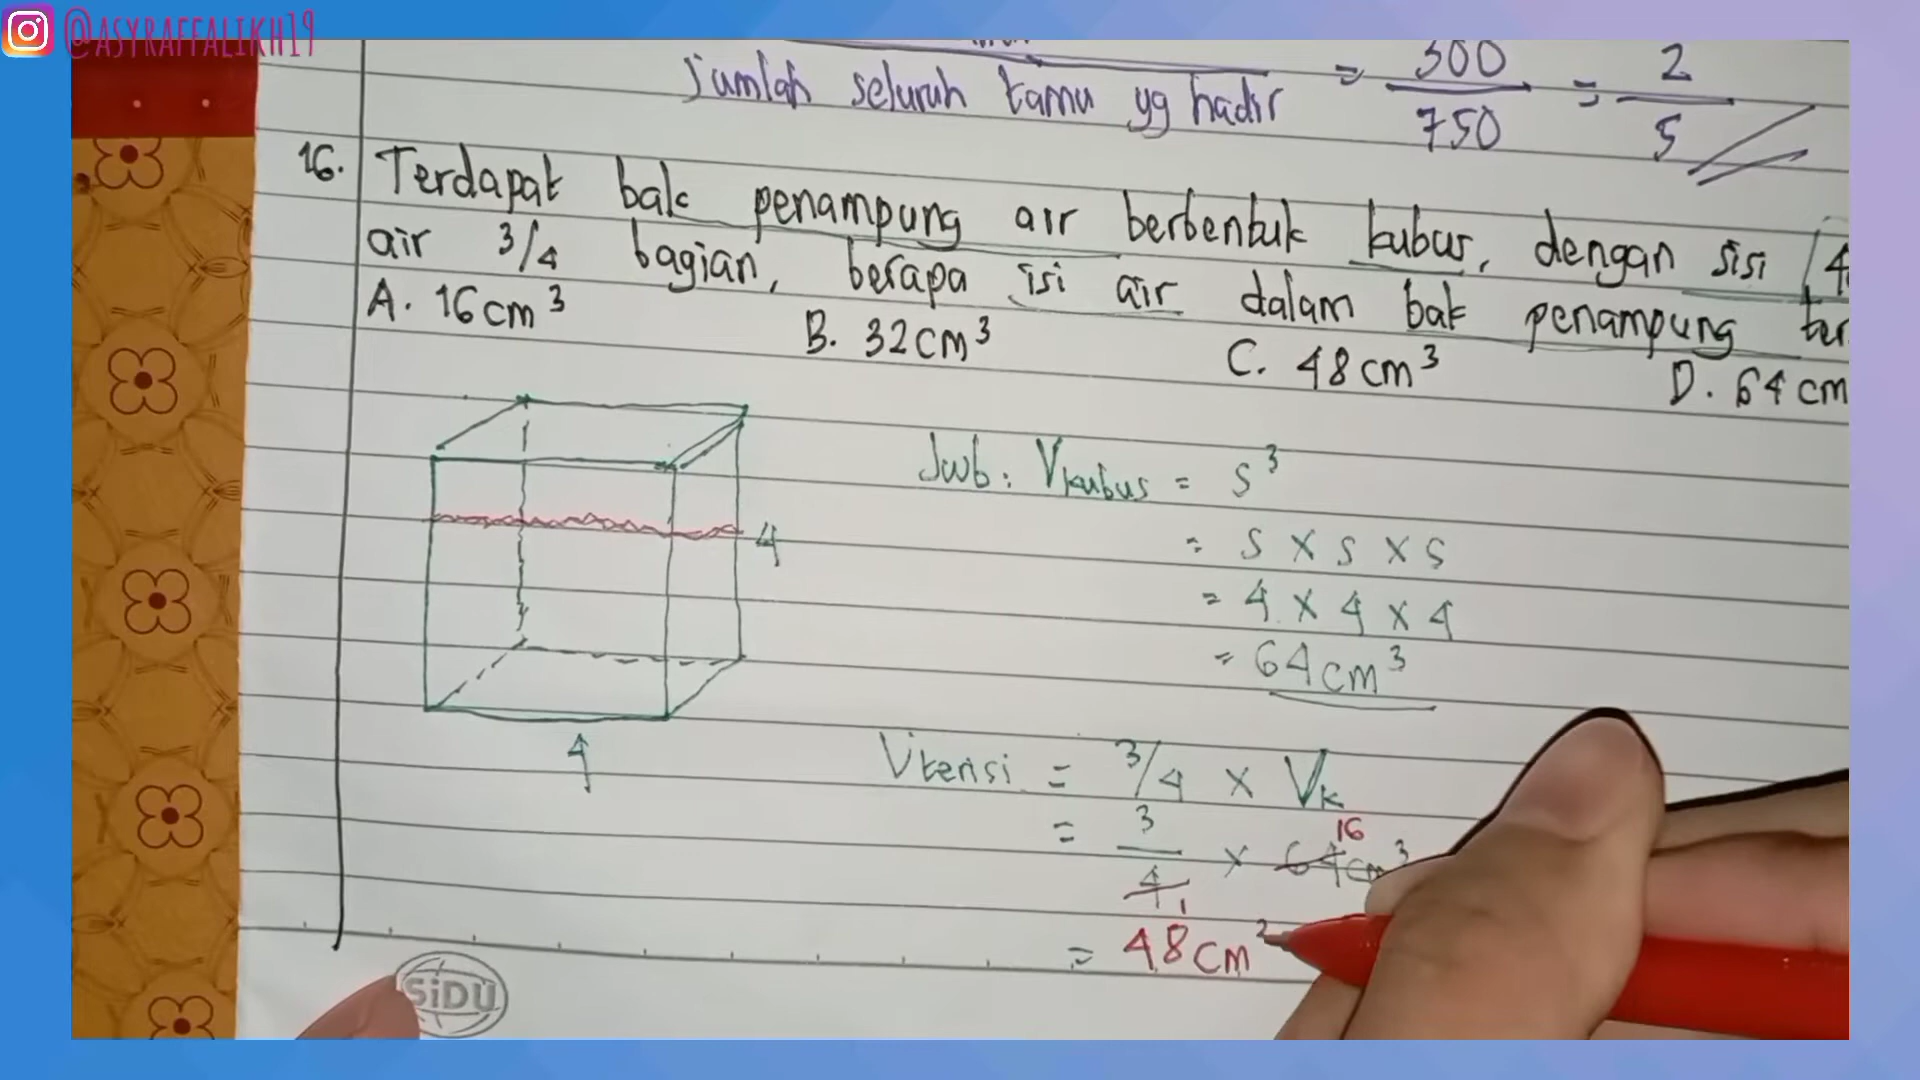 @ASYRAFFALIKH19
Jumlah seluruh tamu yg hadir = 300/750 = 2/5
16. Terdapat bak penampung air berbentuk kubus, dengan sisi 4
air 3/4 bagian, berapa isi air dalam bak penampung ter
A. 16 cm³ B. 32 cm³ C. 48 cm³ D. 64 cm
Jwb: Vkubus = s³
= s × s × s
4
= 4 × 4 × 4
= 64 cm³
4
Vterisi = 3/4 × Vk
16
= 3/4 × 64 cm³
1
= 48 cm²
SiDU